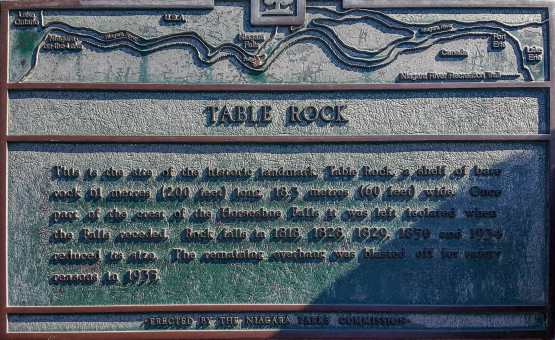 Lake Ontario
U.S.A.
Niagara-on-the-Lake
Niagara River
Niagara Falls
Niagara River
Canada
Fort Erie
Lake Erie
Niagara River Recreation Trail
TABLE ROCK
This is the site of the historic landmark, Table Rock, a shelf of bare
rock 61 metres (200 feet) long, 18.3 metres (60 feet) wide. Once
part of the crest of the Horseshoe Falls it was left isolated when
the Falls receded. Rock falls in 1818, 1828, 1829, 1850 and 1934
reduced its size. The remaining overhang was blasted off for safety
reasons in 1935.
-ERECTED BY THE NIAGARA PARKS COMMISSION-